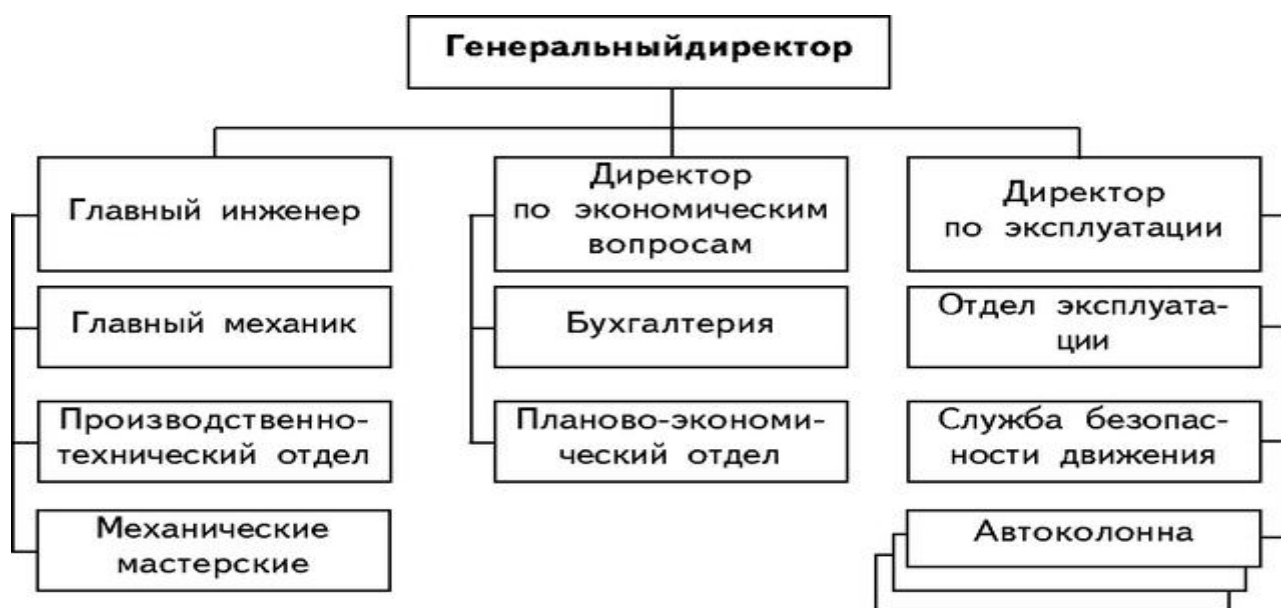 Генеральныйдиректор
Главный инженер
Директор
по экономическим
вопросам
Директор
по эксплуатации
Главный механик
Бухгалтерия
Отдел эксплуата-
ции
Производственно-
технический отдел
Планово-экономи-
ческий отдел
Служба безопас-
ности движения
Механические
мастерские
Автоколонна